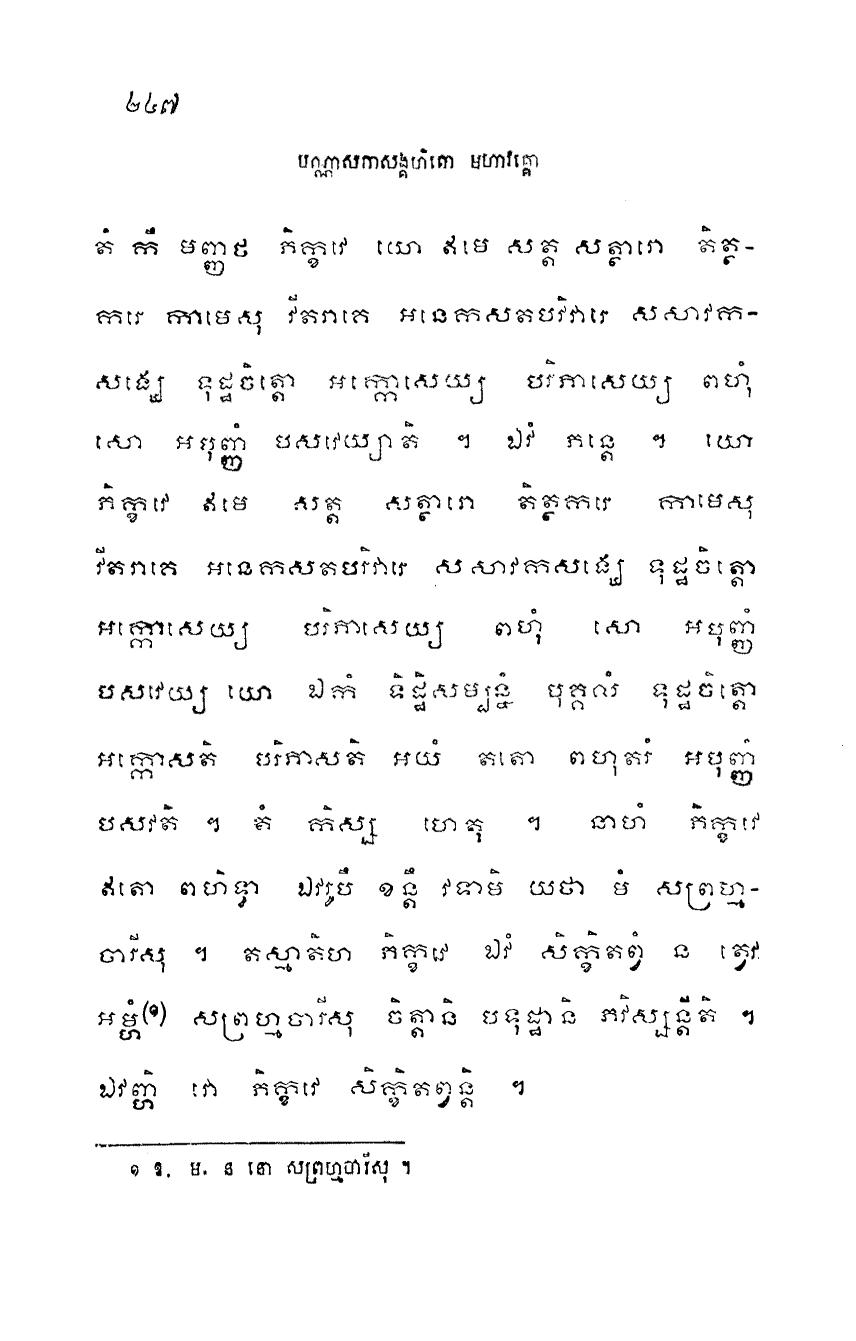 ២៤៧
បណ្ណាសកាសង្គហិតោ មហាវគ្គោ
តំ កឹ មញ្ញថ ភិក្ខវេ យោ ឥមេ សត្ត សត្ថារោ តិត្ថ-
ករេ កាមេសុ វីតរាគេ អនេកសតបរិវារេ សសាវក-
សង្ឃេ ទុដ្ឋចិត្តោ អក្កោសេយ្យ បរិភាសេយ្យ ពហុំ
សោ អបុញ្ញំ បសវេយ្យាតិ ។ ឯវំ ភន្តេ ។ យោ
ភិក្ខវេ ឥមេ សត្ត សត្ថារោ តិត្ថករេ កាមេសុ
វីតរាគេ អនេកសតបរិវារេ សសាវកសង្ឃេ ទុដ្ឋចិត្តោ
អក្កោសេយ្យ បរិភាសេយ្យ ពហុំ សោ អបុញ្ញំ
បសវេយ្យ យោ ឯកំ ទិដ្ឋិសម្បន្នំ បុគ្គលំ ទុដ្ឋចិត្តោ
អក្កោសតិ បរិភាសតិ អយំ តតោ ពហុតរំ អបុញ្ញំ
បសវតិ ។ តំ កិស្ស ហេតុ ។ នាហំ ភិក្ខវេ
ឥតោ ពហិទ្ធា ឯវរូបឹ ខន្តឹ វទាមិ យថា មំ សព្រហ្ម-
ចារីសុ ។ តស្មាតិហ ភិក្ខវេ ឯវំ សិក្ខិតព្វំ ន ត្វេវ
អម្ហំ(១) សព្រហ្មចារីសុ ចិត្តានិ បទុដ្ឋានិ ភវិស្សន្តីតិ ។
ឯវញ្ហិ វោ ភិក្ខវេ សិក្ខិតព្វន្តិ ។
១ ឱ. ម. ន នោ សព្រហ្មចារីសុ ។